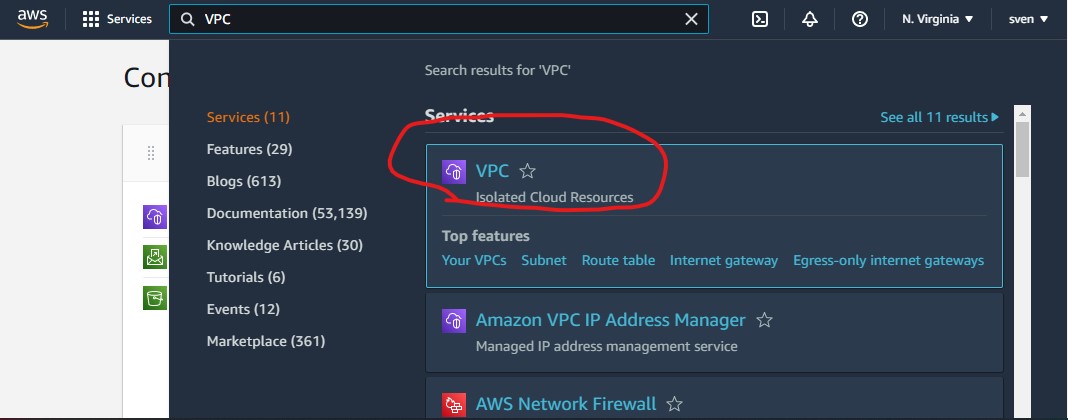 aws
Services
VPC
N. Virginia
sven
Con
Search results for 'VPC'
Services (11)
Features (29)
Blogs (613)
Documentation (53,139)
Knowledge Articles (30)
Tutorials (6)
Events (12)
Marketplace (361)
Services
See all 11 results
VPC
Isolated Cloud Resources
Top features
Your VPCs Subnet Route table Internet gateway Egress-only internet gateways
Amazon VPC IP Address Manager
Managed IP address management service
AWS Network Firewall